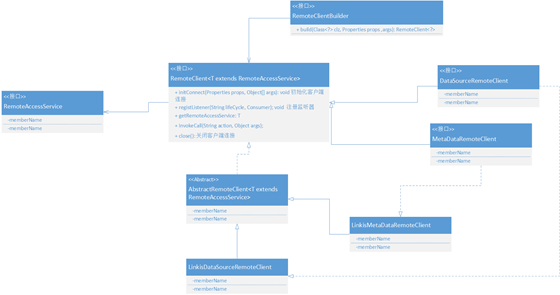 <<接口>>
RemoteClientBuilder
+ build(Class<?> clz, Properties props ,args): RemoteClient<?>
<<接口>>
RemoteClient<T extends RemoteAccessService>
+ initConnect(Properties props, Object[] args): void 初始化客户端
连接
+ registListener(String:lifeCycle, Consumer): void 注册监听器
+ getRemoteAccessService: T
+ invokeCall(String action, Object args);
+ close(): 关闭客户端连接
<<接口>>
DataSourceRemoteClient
-memberName
-memberName
<<接口>>
RemoteAccessService
-memberName
-memberName
<<接口>>
MetaDataRemoteClient
-memberName
-memberName
<<Abstract>>
AbstractRemoteClient<T extends
RemoteAccessService>
-memberName
-memberName
LinkisMetaDataRemoteClient
-memberName
-memberName
LinkisDataSourceRemoteClient
-memberName
-memberName